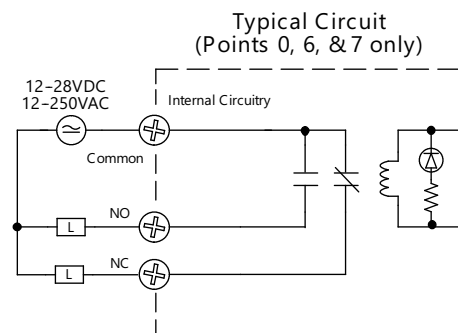 Typical Circuit
(Points 0, 6, & 7 only)
12–28VDC
12–250VAC
Internal Circuitry
Common
NO
L
NC
L